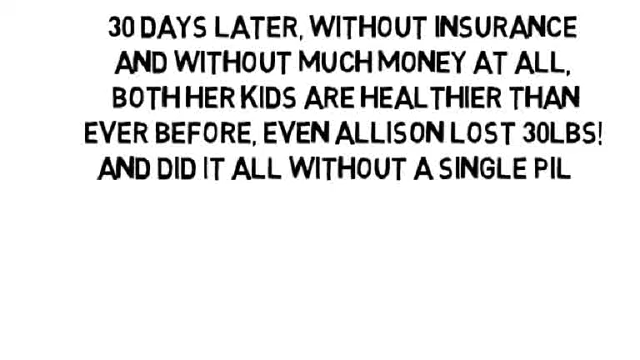 30 DAYS LATER, WITHOUT INSURANCE
AND WITHOUT MUCH MONEY AT ALL,
BOTH HER KIDS ARE HEALTHIER THAN
EVER BEFORE, EVEN ALLISON LOST 30LBS!
AND DID IT ALL WITHOUT A SINGLE PIL